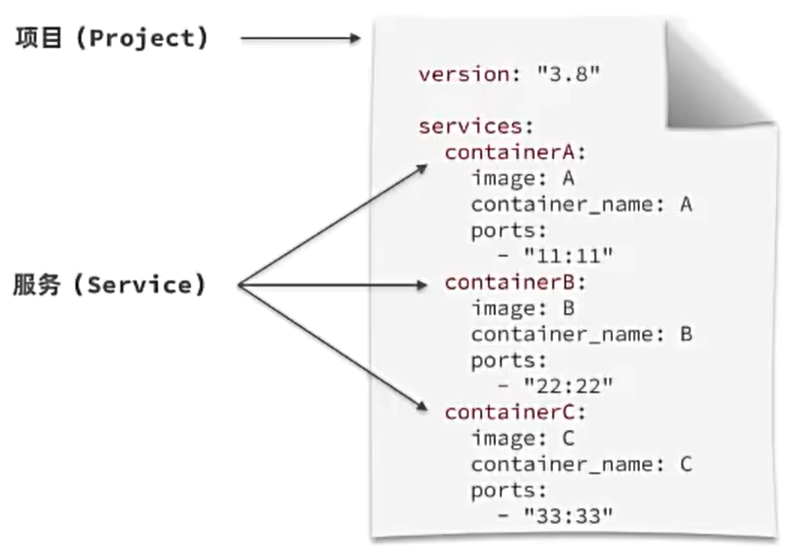 项目 (Project)
version: "3.8"
services:
containerA:
image: A
container_name: A
ports:
- "11:11"
服务 (Service)
containerB:
image: B
container_name: B
ports:
- "22:22"
containerC:
image: C
container_name: C
ports:
- "33:33"